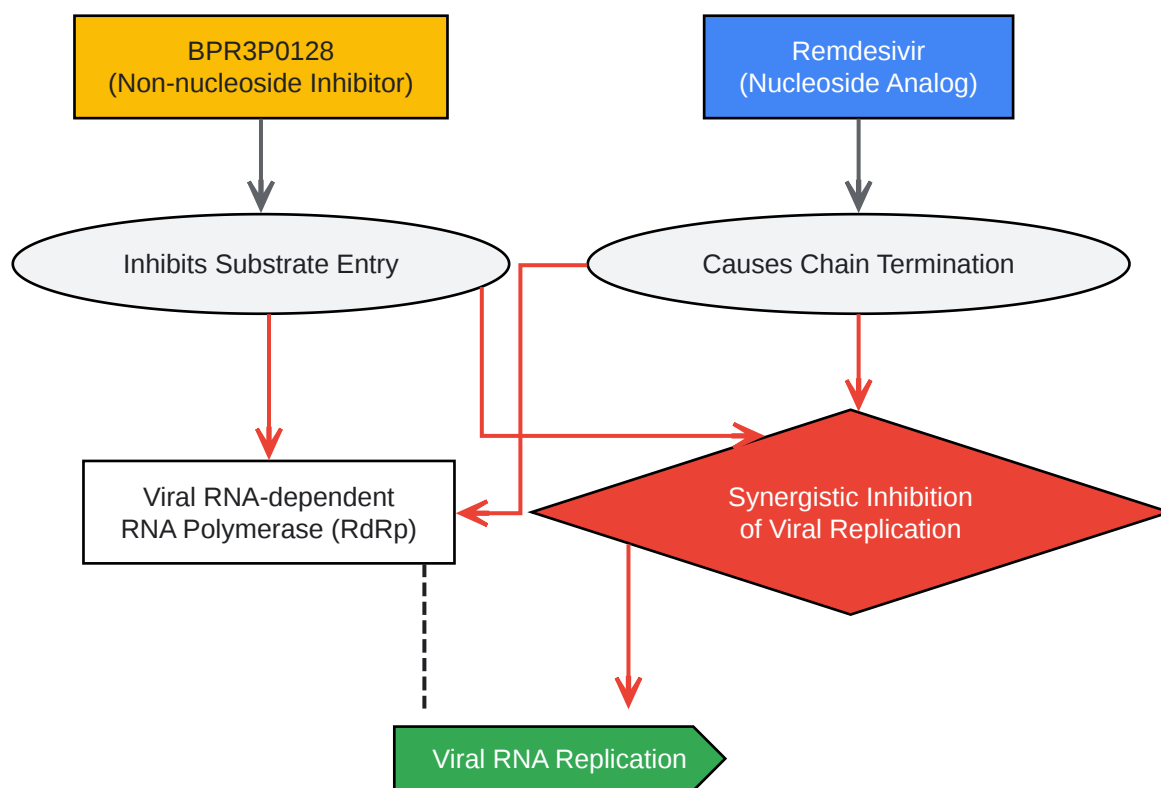 BPR3P0128
(Non-nucleoside Inhibitor)
Remdesivir
(Nucleoside Analog)
Inhibits Substrate Entry
Causes Chain Termination
Viral RNA-dependent
RNA Polymerase (RdRp)
Synergistic Inhibition
of Viral Replication
Viral RNA Replication